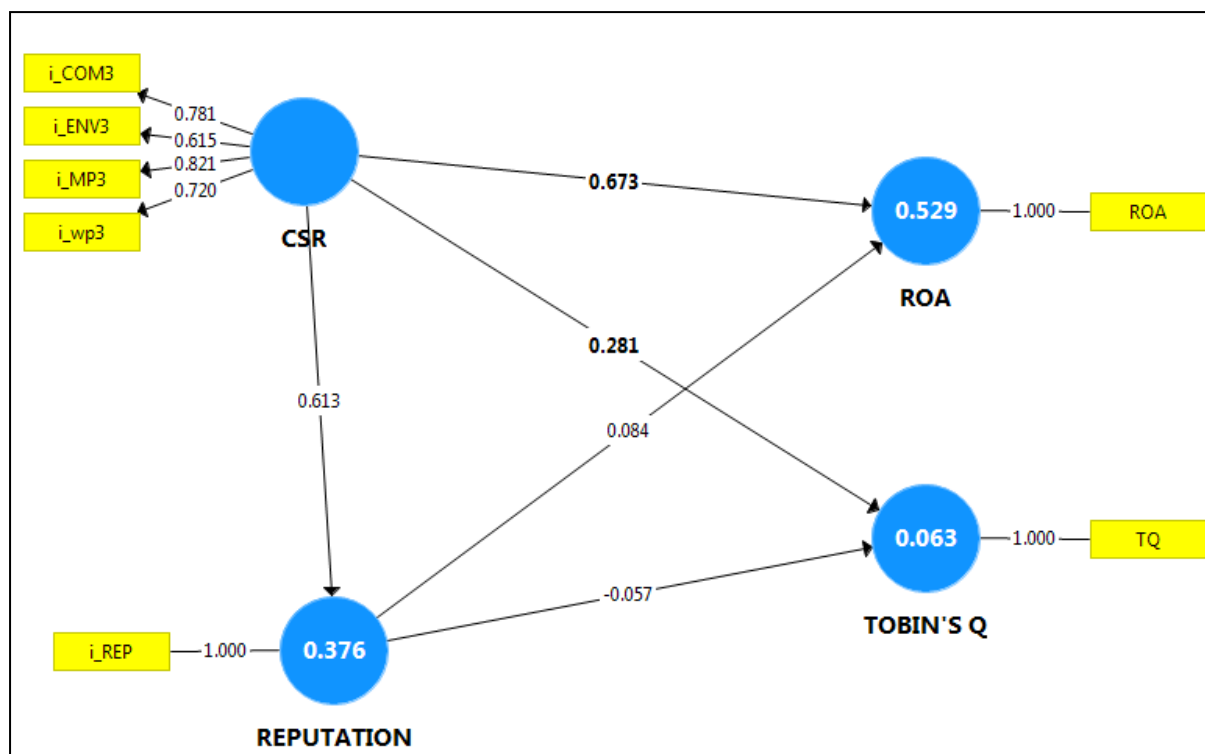 i_COM3
i_ENV3
i_MP3
i_wp3
0.781
0.615
0.821
0.720
CSR
0.673
0.529
1.000
ROA
ROA
0.281
0.613
0.084
0.063
1.000
TQ
-0.057
TOBIN'S Q
i_REP
1.000
0.376
REPUTATION